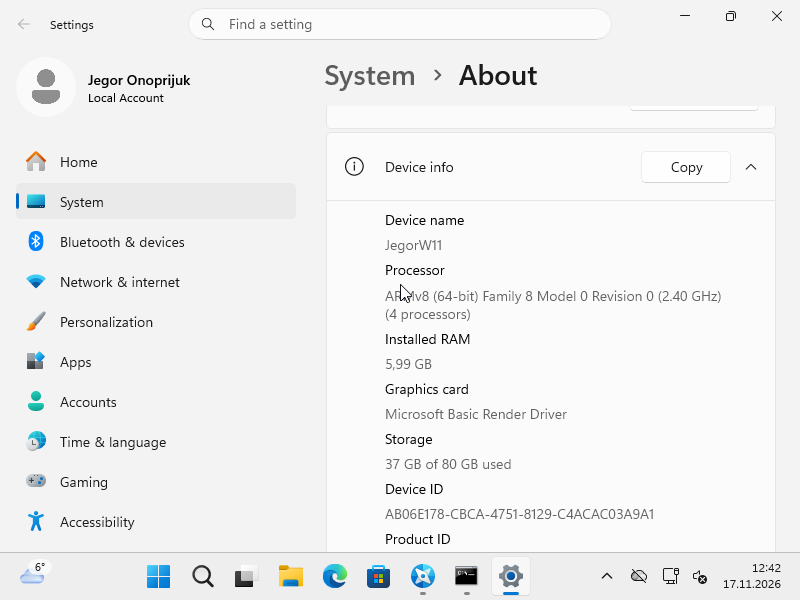 Settings
Find a setting
Jegor Onoprijuk
Local Account
Home
System
Bluetooth & devices
Network & internet
Personalization
Apps
Accounts
Time & language
Gaming
Accessibility
System > About
Device info
Copy
Device name
JegorW11
Processor
ARMv8 (64-bit) Family 8 Model 0 Revision 0 (2.40 GHz)
(4 processors)
Installed RAM
5,99 GB
Graphics card
Microsoft Basic Render Driver
Storage
37 GB of 80 GB used
Device ID
AB06E178-CBCA-4751-8129-C4ACAC03A9A1
Product ID
6°
12:42
17.11.2026